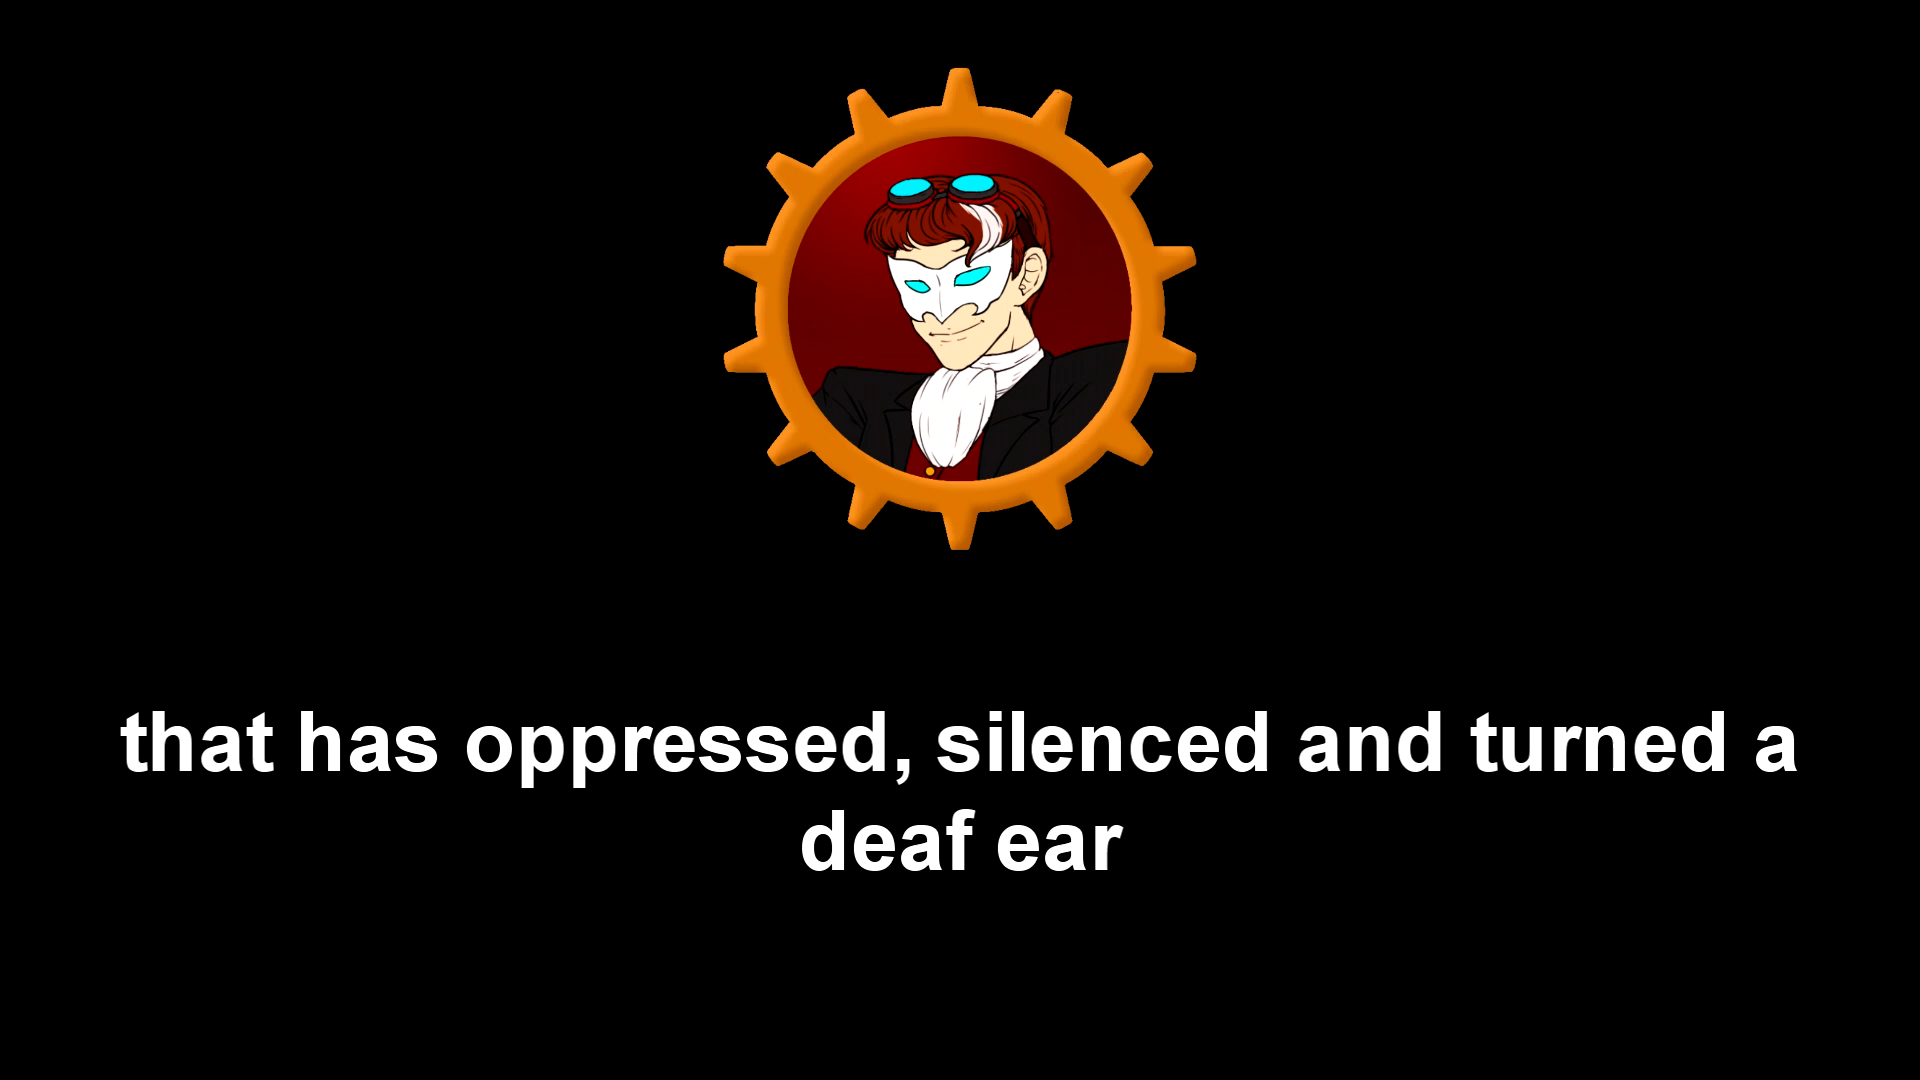 that has oppressed, silenced and turned a
deaf ear